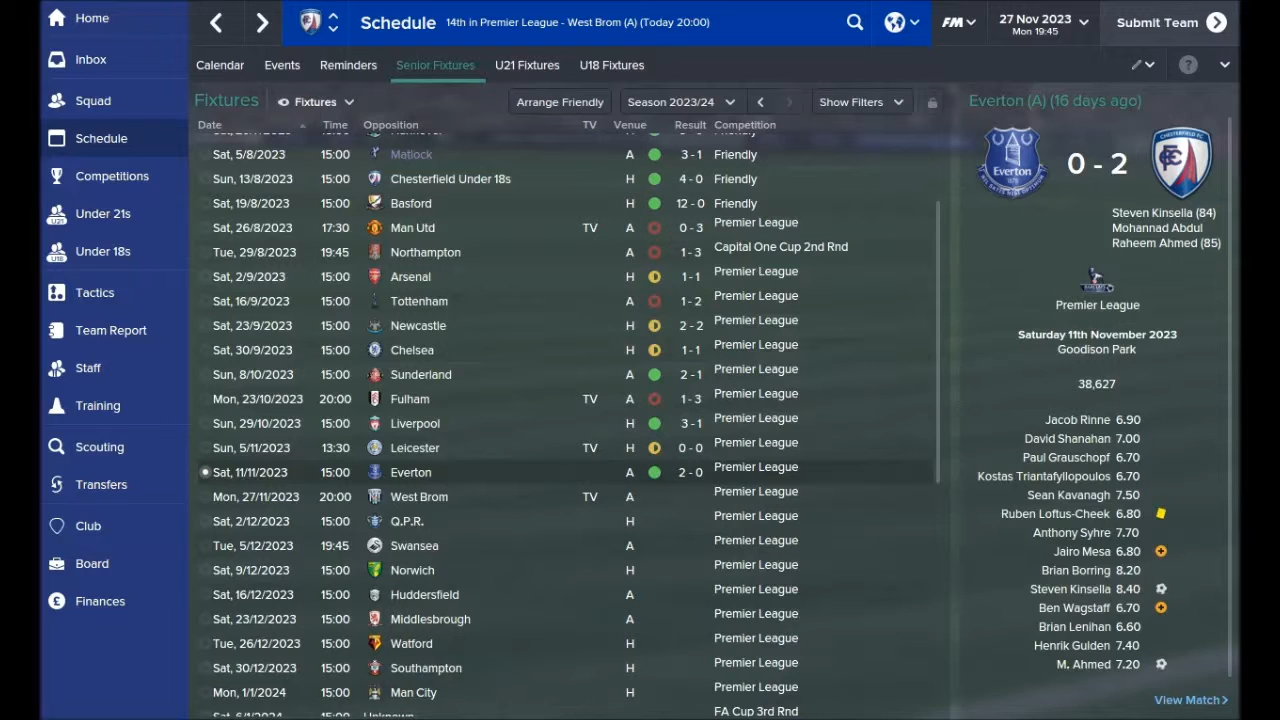 Home
Inbox
Squad
Schedule
Competitions
Under 21s
Under 18s
Tactics
Team Report
Staff
Training
Scouting
Transfers
Club
Board
Finances
Schedule 14th in Premier League - West Brom (A) (Today 20:00)
FM
27 Nov 2023
Mon 19:45
Submit Team
Calendar Events Reminders Senior Fixtures U21 Fixtures U18 Fixtures
Fixtures Fixtures Arrange Friendly Season 2023/24 Show Filters
Date Time Opposition TV Venue Result Competition
Sat, 5/8/2023 15:00 Matlock A 3 - 1 Friendly
Sun, 13/8/2023 15:00 Chesterfield Under 18s H 4 - 0 Friendly
Sat, 19/8/2023 15:00 Basford H 12 - 0 Friendly
Sat, 26/8/2023 17:30 Man Utd TV A 0 - 3 Premier League
Tue, 29/8/2023 19:45 Northampton A 1 - 3 Capital One Cup 2nd Rnd
Sat, 2/9/2023 15:00 Arsenal H 1 - 1 Premier League
Sat, 16/9/2023 15:00 Tottenham A 1 - 2 Premier League
Sat, 23/9/2023 15:00 Newcastle H 2 - 2 Premier League
Sat, 30/9/2023 15:00 Chelsea H 1 - 1 Premier League
Sun, 8/10/2023 15:00 Sunderland A 2 - 1 Premier League
Mon, 23/10/2023 20:00 Fulham TV A 1 - 3 Premier League
Sun, 29/10/2023 15:00 Liverpool H 3 - 1 Premier League
Sun, 5/11/2023 13:30 Leicester TV H 0 - 0 Premier League
Sat, 11/11/2023 15:00 Everton A 2 - 0 Premier League
Mon, 27/11/2023 20:00 West Brom TV A Premier League
Sat, 2/12/2023 15:00 Q.P.R. H Premier League
Tue, 5/12/2023 19:45 Swansea A Premier League
Sat, 9/12/2023 15:00 Norwich H Premier League
Sat, 16/12/2023 15:00 Huddersfield A Premier League
Sat, 23/12/2023 15:00 Middlesbrough A Premier League
Tue, 26/12/2023 15:00 Watford H Premier League
Sat, 30/12/2023 15:00 Southampton H Premier League
Mon, 1/1/2024 15:00 Man City H Premier League
Sat, 6/1/2024 15:00 Unknown FA Cup 3rd Rnd
Everton (A) (16 days ago)
Everton
CHESTERFIELD FC
0 - 2
Steven Kinsella (84)
Mohannad Abdul
Raheem Ahmed (85)
Premier League
Saturday 11th November 2023
Goodison Park
38,627
Jacob Rinne 6.90
David Shanahan 7.00
Paul Grauschopf 6.70
Kostas Triantafyllopoulos 6.70
Sean Kavanagh 7.50
Ruben Loftus-Cheek 6.80
Anthony Syhre 7.70
Jairo Mesa 6.80
Brian Borring 8.20
Steven Kinsella 8.40
Ben Wagstaff 6.70
Brian Lenihan 6.60
Henrik Gulden 7.40
M. Ahmed 7.20
View Match